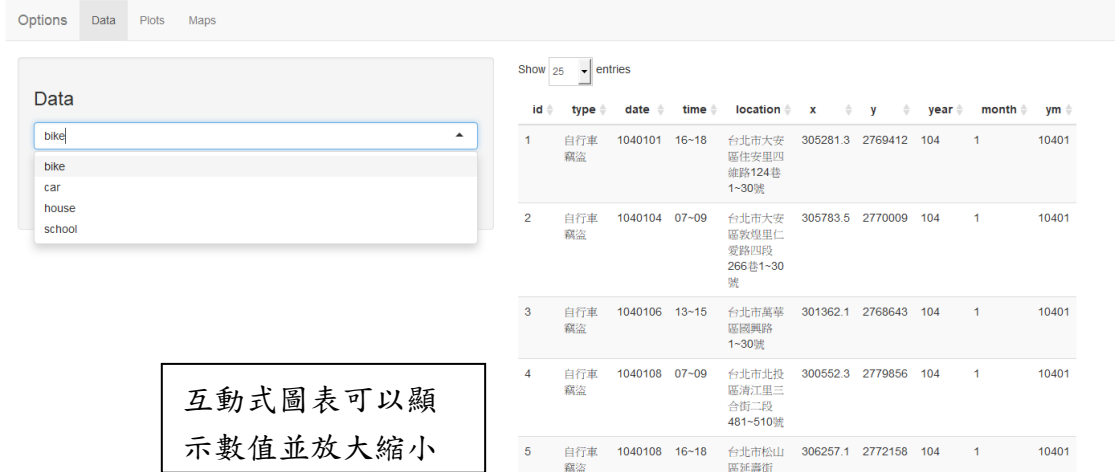 Options Data Plots Maps
Data
bike
bike
car
house
school
Show 25 entries
id type date time location x y year month ym
1 自行車 1040101 16~18 台北市大安 305281.3 2769412 104 1 10401
竊盜 區住安里四
維路124巷
1~30號
2 自行車 1040104 07~09 台北市大安 305783.5 2770009 104 1 10401
竊盜 區敦煌里仁
愛路四段
266巷1~30
號
3 自行車 1040106 13~15 台北市萬華 301362.1 2768643 104 1 10401
竊盜 區國興路
1~30號
4 自行車 1040108 07~09 台北市北投 300552.3 2779856 104 1 10401
竊盜 區清江里三
合街二段
481~510號
5 自行車 1040108 16~18 台北市松山 306257.1 2772158 104 1 10401
竊盜 區延壽街
互動式圖表可以顯
示數值並放大縮小